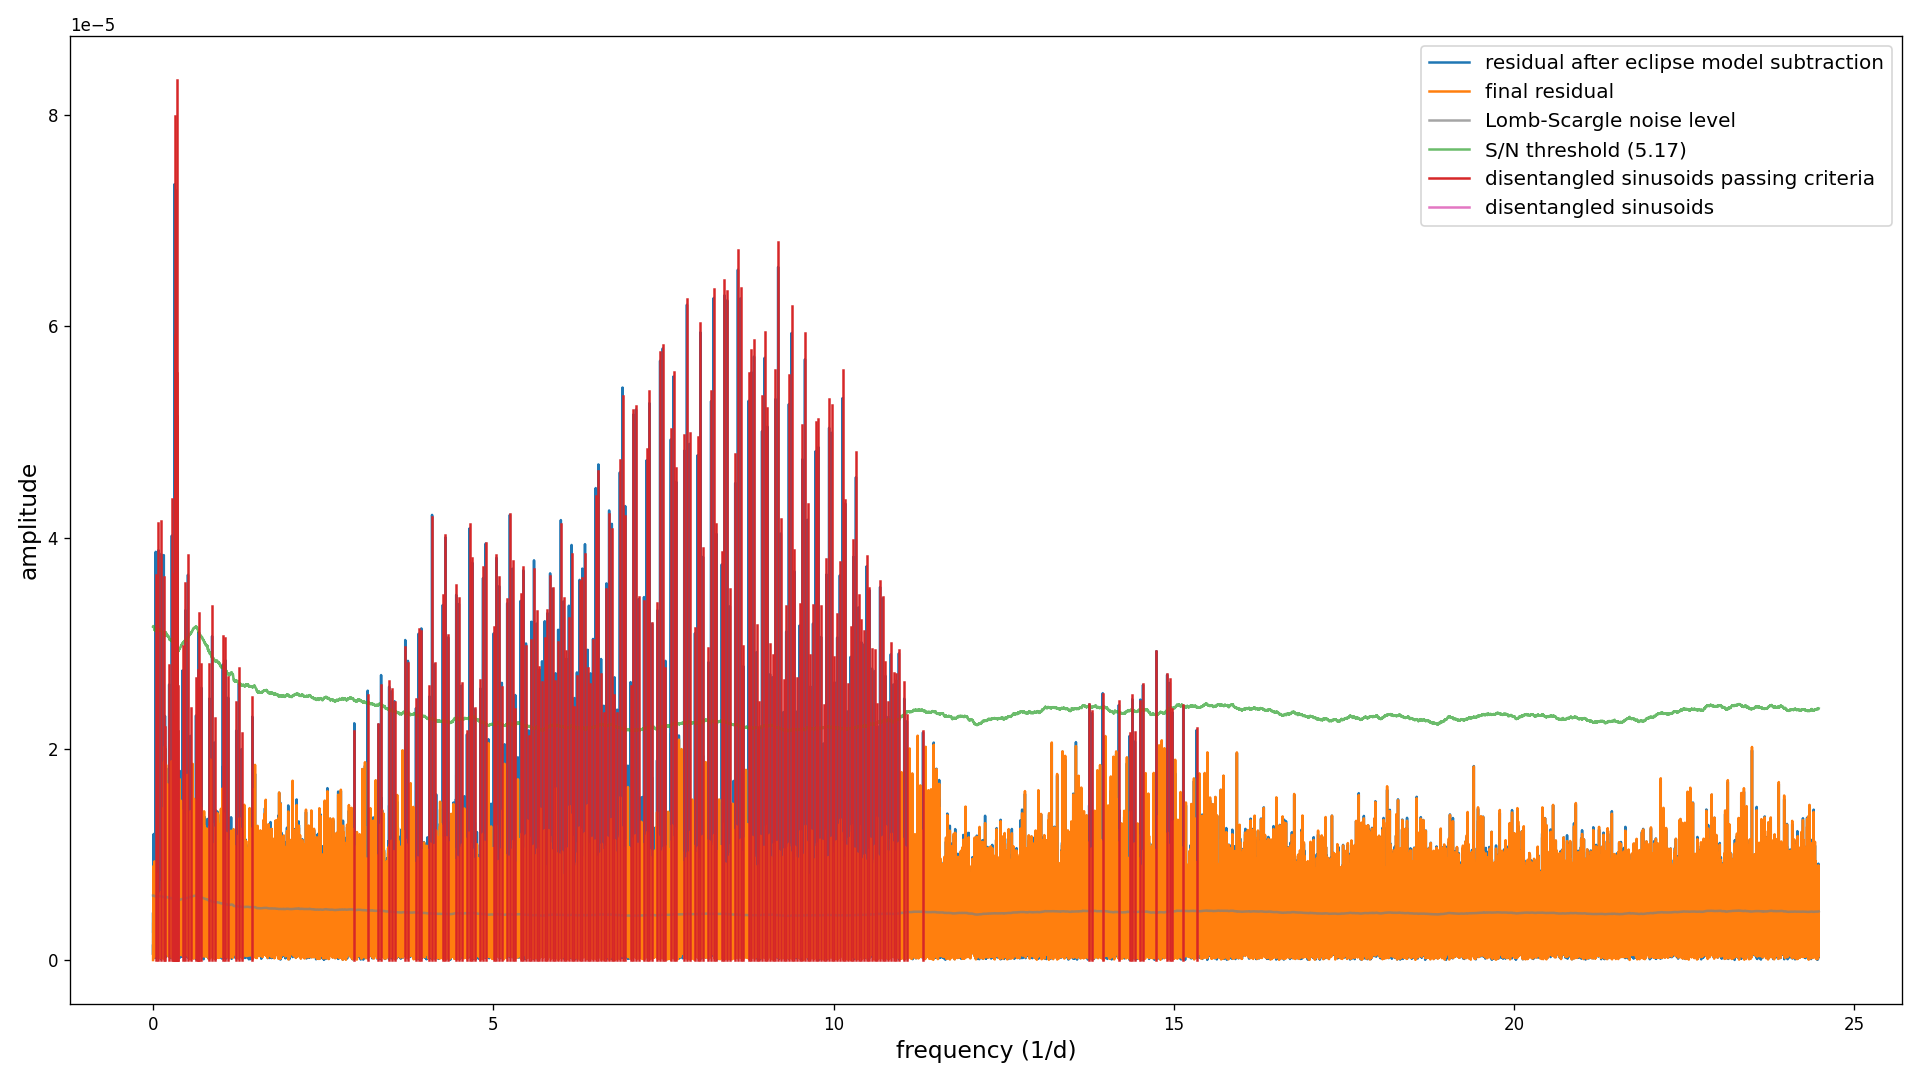 1e−5
residual after eclipse model subtraction
final residual
Lomb-Scargle noise level
S/N threshold (5.17)
disentangled sinusoids passing criteria
disentangled sinusoids
8
6
4
2
0
amplitude
0 5 10 15 20 25
frequency (1/d)